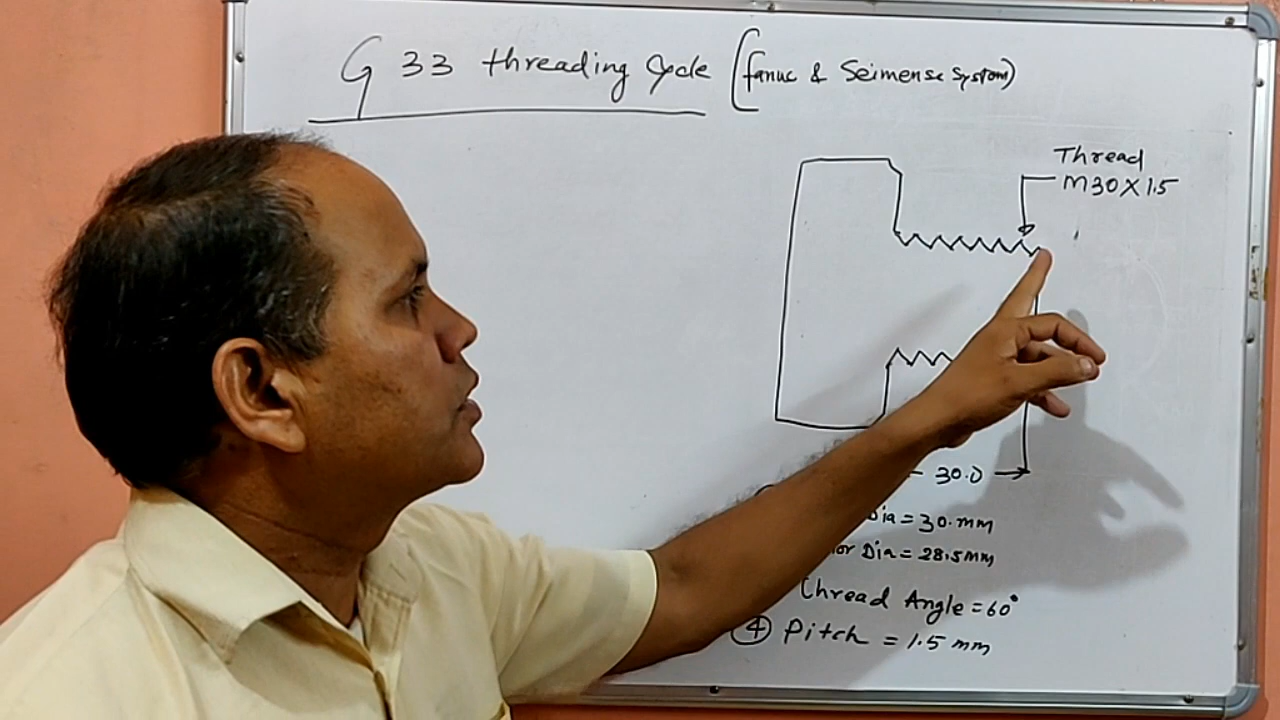 G 33 threading Cycle (fanuc & Seimense System)
Thread
M30X1.5
30.0
Dia = 30.mm
Dia = 28.5mm
thread Angle = 60°
④ Pitch = 1.5 mm